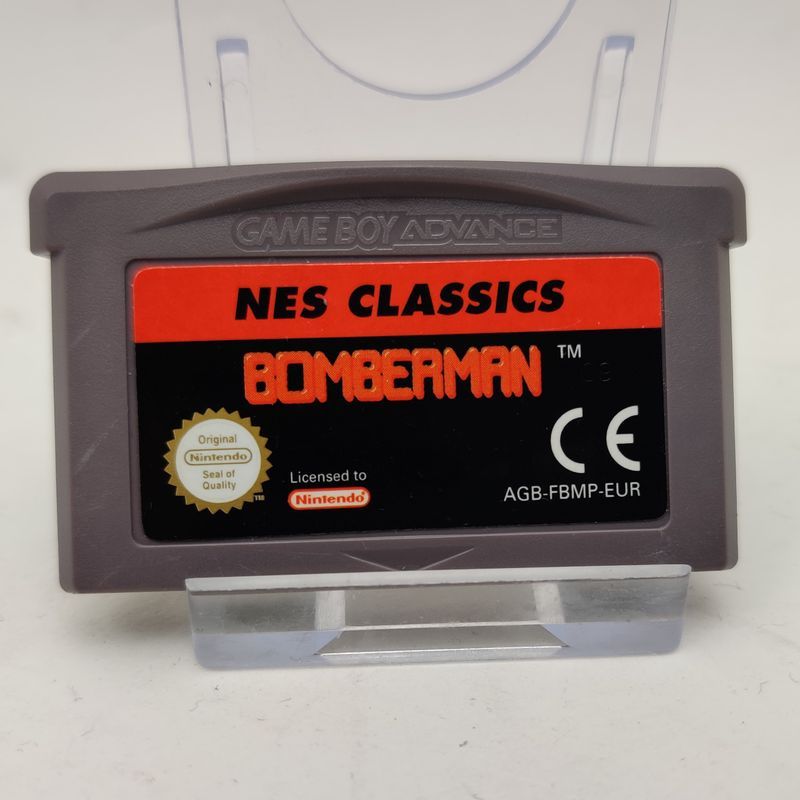 GAME BOY ADVANCE
NES CLASSICS
BOMBERMAN ™
Original
Nintendo
Seal of
Quality
TM
Licensed to
Nintendo
CE
AGB-FBMP-EUR